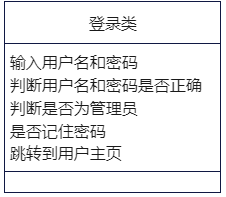 登录类
输入用户名和密码
判断用户名和密码是否正确
判断是否为管理员
是否记住密码
跳转到用户主页